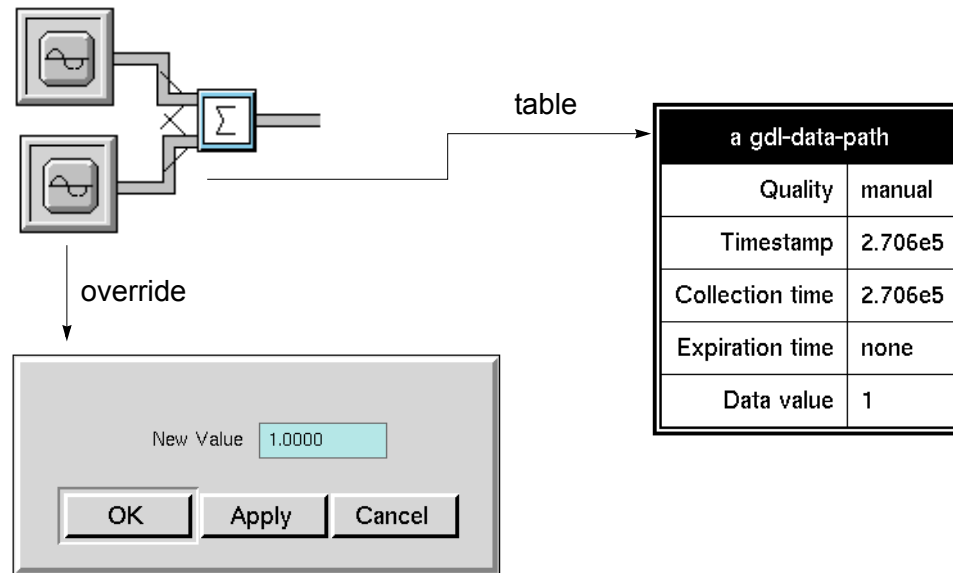 Σ
table
a gdl-data-path
Quality manual
Timestamp 2.706e5
Collection time 2.706e5
Expiration time none
Data value 1
override
New Value 1.0000
OK Apply Cancel